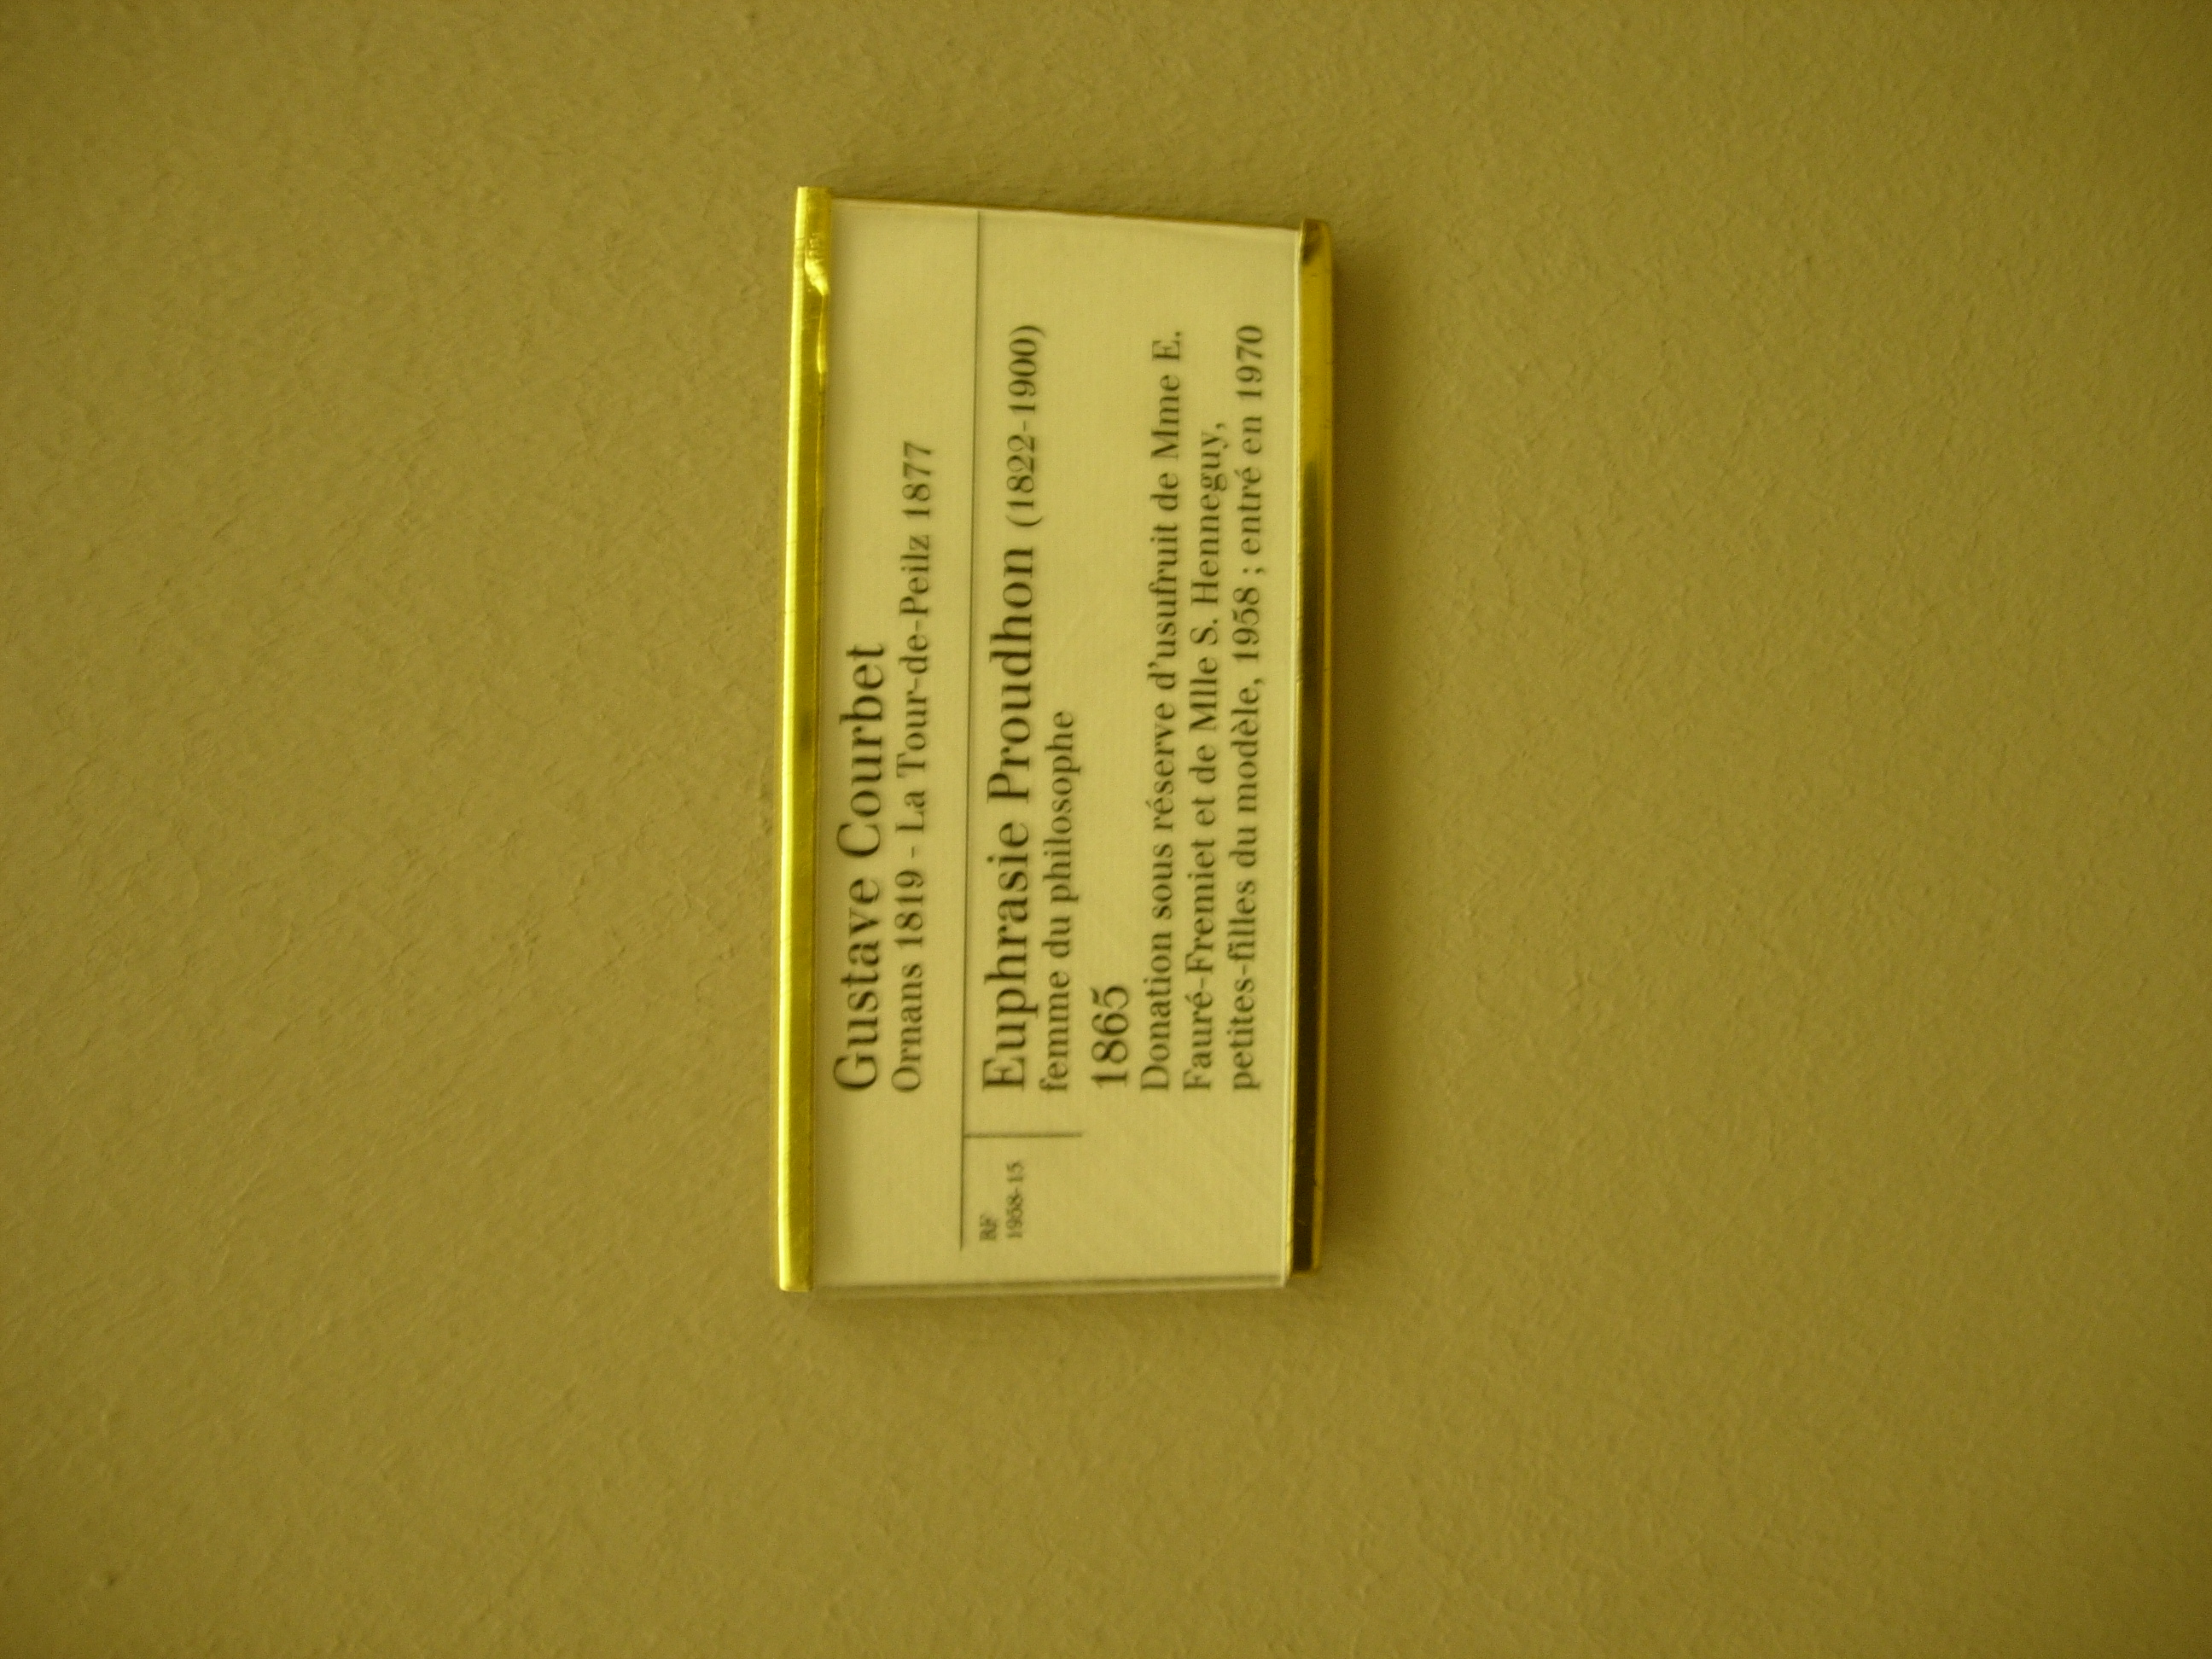 Gustave Courbet
Ornans 1819 - La Tour-de-Peilz 1877
RF
1958-15
Euphrasie Proudhon (1822-1900)
femme du philosophe
1865
Donation sous réserve d'usufruit de Mme E.
Fauré-Fremiet et de Mlle S. Henneguy,
petites-filles du modèle, 1958 ; entré en 1970